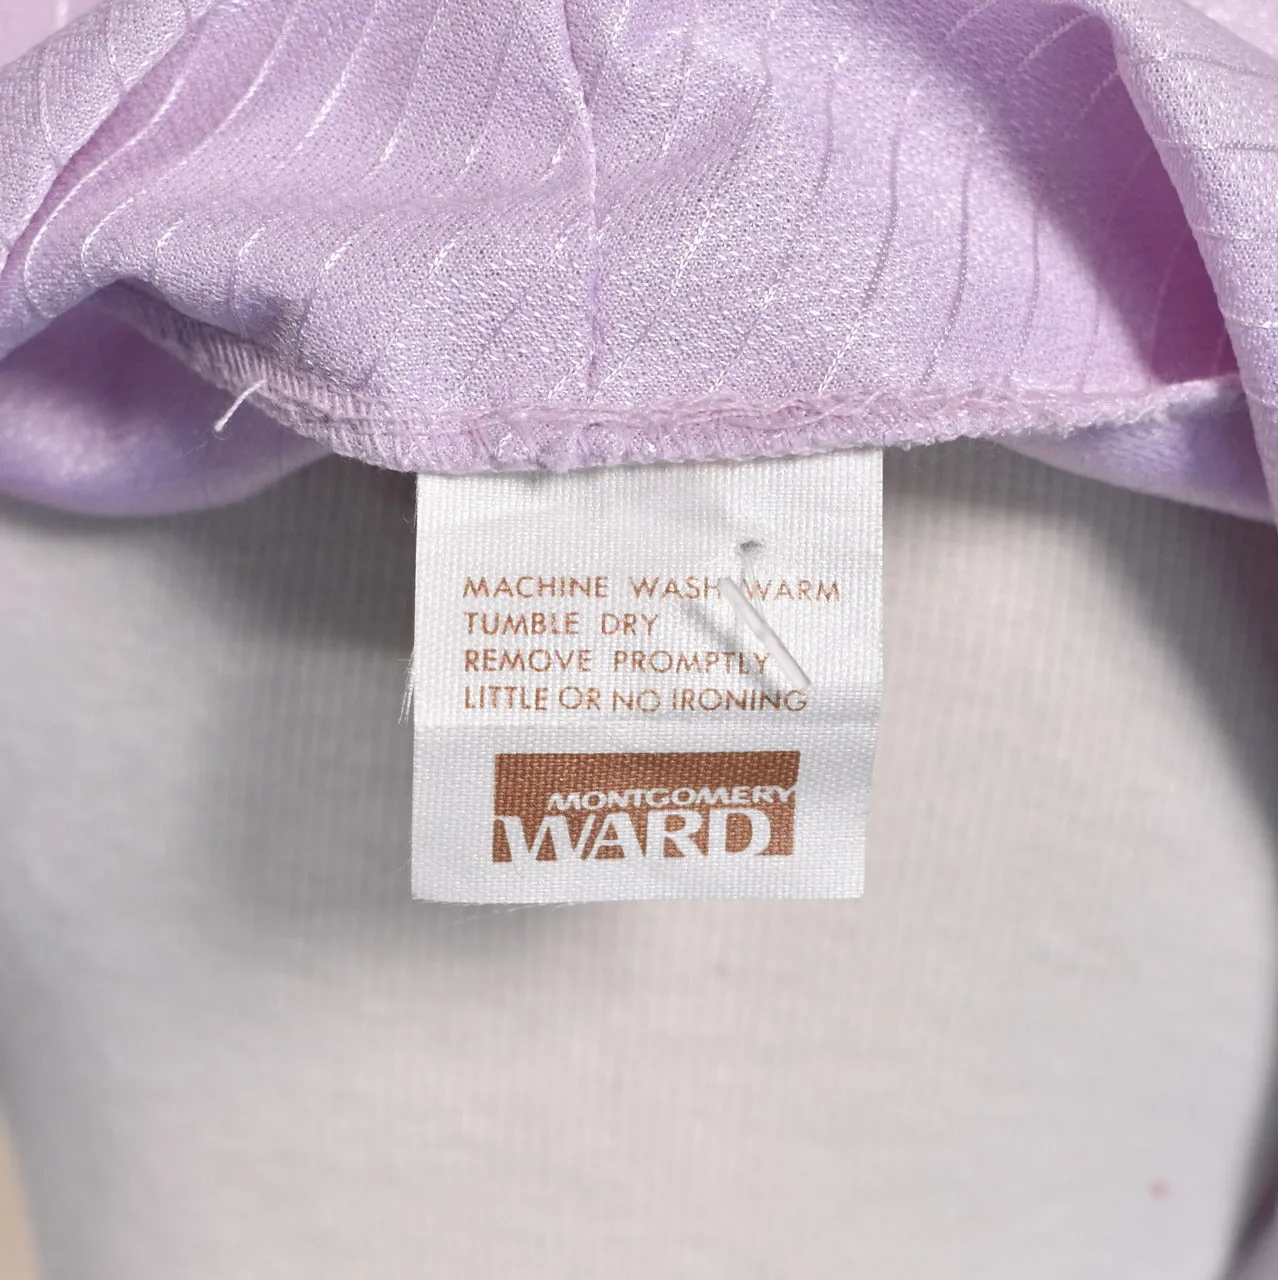 MACHINE WASH WARM
TUMBLE DRY
REMOVE PROMPTLY
LITTLE OR NO IRONING
MONTGOMERY
WARD